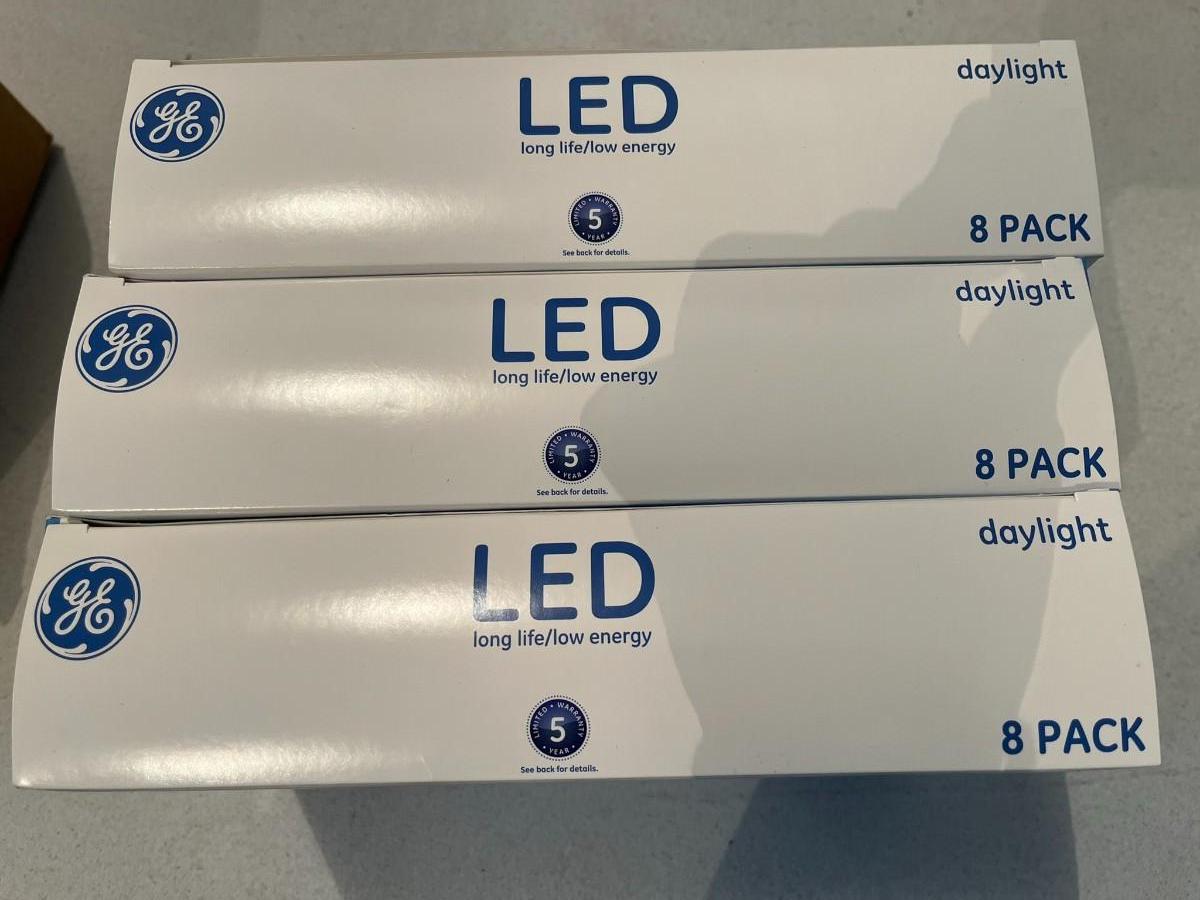 GE
LED
daylight
long life/low energy
LIMITED • WARRANTY
5
• YEAR •
See back for details.
8 PACK
GE
LED
daylight
long life/low energy
LIMITED • WARRANTY
5
• YEAR •
See back for details.
8 PACK
GE
LED
daylight
long life/low energy
LIMITED • WARRANTY
5
• YEAR •
See back for details.
8 PACK